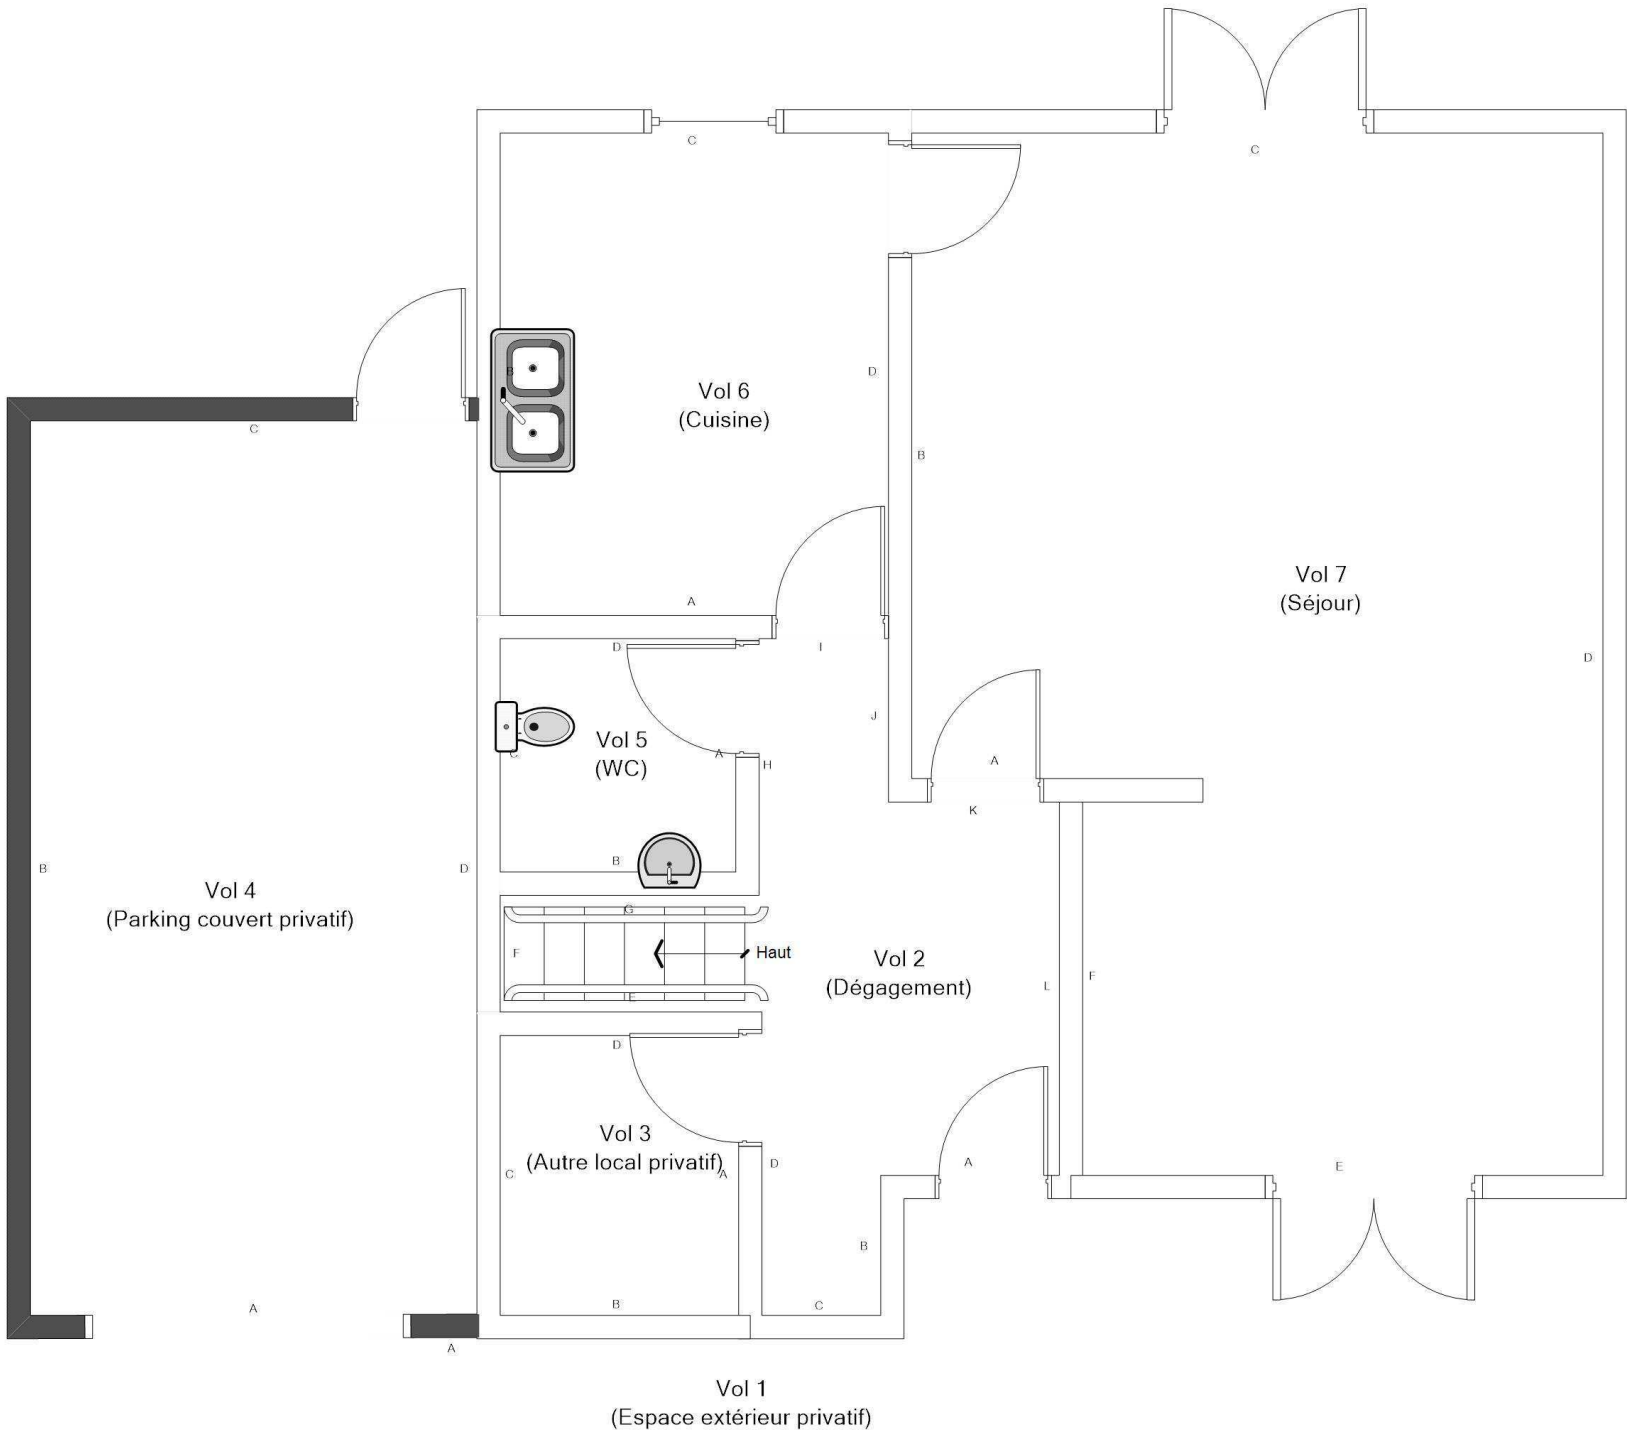 C
C
B
Vol 6
(Cuisine)
D
C
B
Vol 7
(Séjour)
A
D
I
D
J
C
Vol 5
(WC)
A
H
A
K
B
B
D
Vol 4
(Parking couvert privatif)
G
F
Haut
E
Vol 2
(Dégagement)
L
F
D
Vol 3
(Autre local privatif)
C
A
D
A
E
B
B
C
A
A
Vol 1
(Espace extérieur privatif)